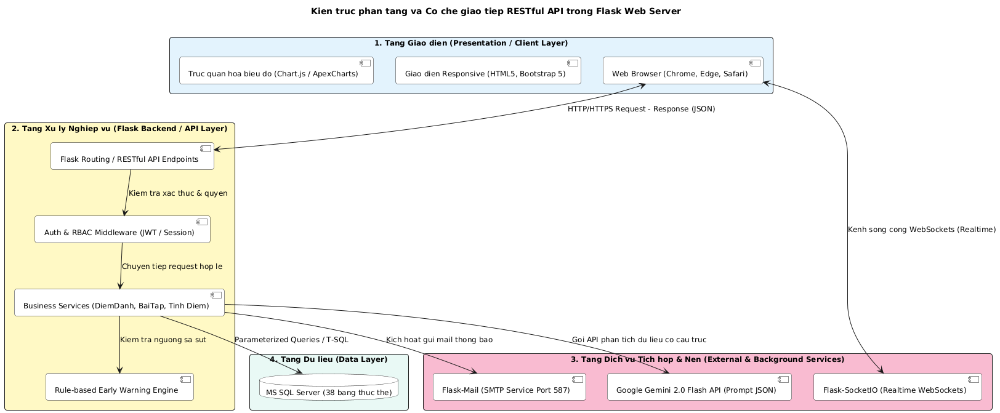 Kien truc phan tang va Co che giao tiep RESTful API trong Flask Web Server
1. Tang Giao dien (Presentation / Client Layer)
Truc quan hoa bieu do (Chart.js / ApexCharts)
Giao dien Responsive (HTML5, Bootstrap 5)
Web Browser (Chrome, Edge, Safari)
HTTP/HTTPS Request - Response (JSON)
2. Tang Xu ly Nghiep vu (Flask Backend / API Layer)
Flask Routing / RESTful API Endpoints
Kiem tra xac thuc & quyen
Auth & RBAC Middleware (JWT / Session)
Kenh song cong WebSockets (Realtime)
Chuyen tiep request hop le
Business Services (DiemDanh, BaiTap, Tinh Diem)
Kiem tra nguong sa sut
Parameterized Queries / T-SQL
Kich hoat gui mail thong bao
Goi API phan tich du lieu co cau truc
4. Tang Du lieu (Data Layer)
3. Tang Dich vu Tich hop & Nen (External & Background Services)
Rule-based Early Warning Engine
MS SQL Server (38 bang thuc the)
Flask-Mail (SMTP Service Port 587)
Google Gemini 2.0 Flash API (Prompt JSON)
Flask-SocketIO (Realtime WebSockets)